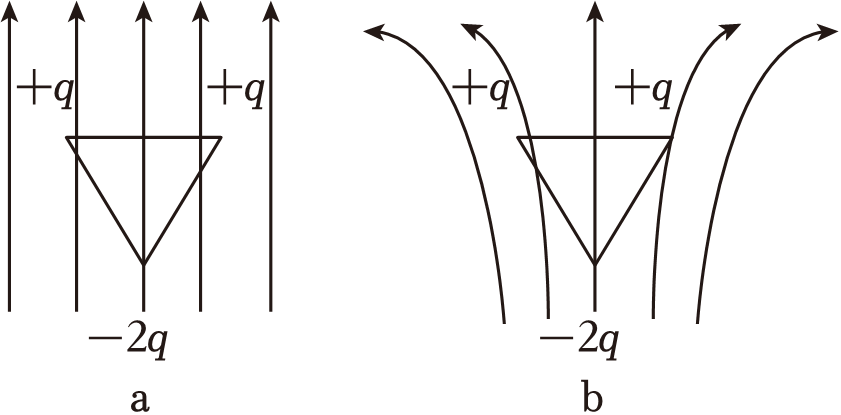 +q +q +q +q
−2q −2q
a b